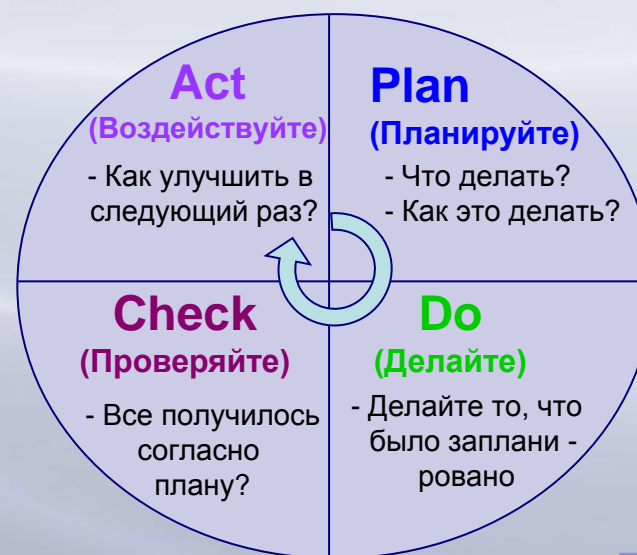 Act
(Воздействуйте)
- Как улучшить в
следующий раз?
Plan
(Планируйте)
- Что делать?
- Как это делать?
Check
(Проверяйте)
- Все получилось
согласно
плану?
Do
(Делайте)
- Делайте то, что
было заплани -
ровано